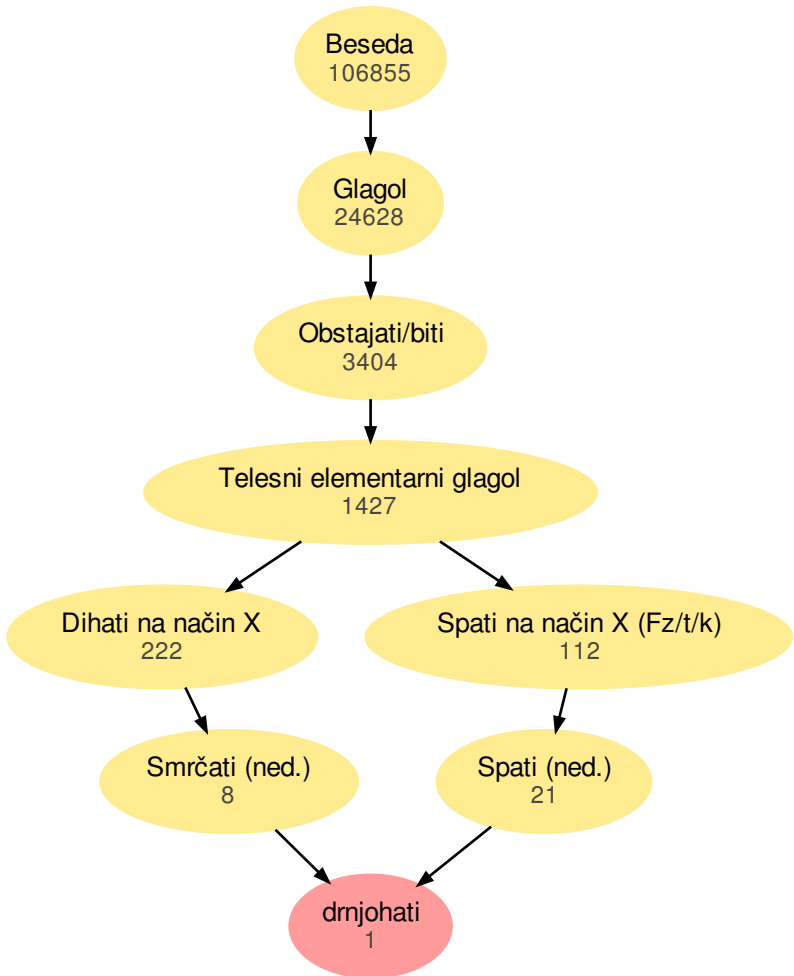 Beseda
106855
Glagol
24628
Obstajati/biti
3404
Telesni elementarni glagol
1427
Dihati na način X
222
Spati na način X (Fz/t/k)
112
Smrčati (ned.)
8
Spati (ned.)
21
drnjohati
1